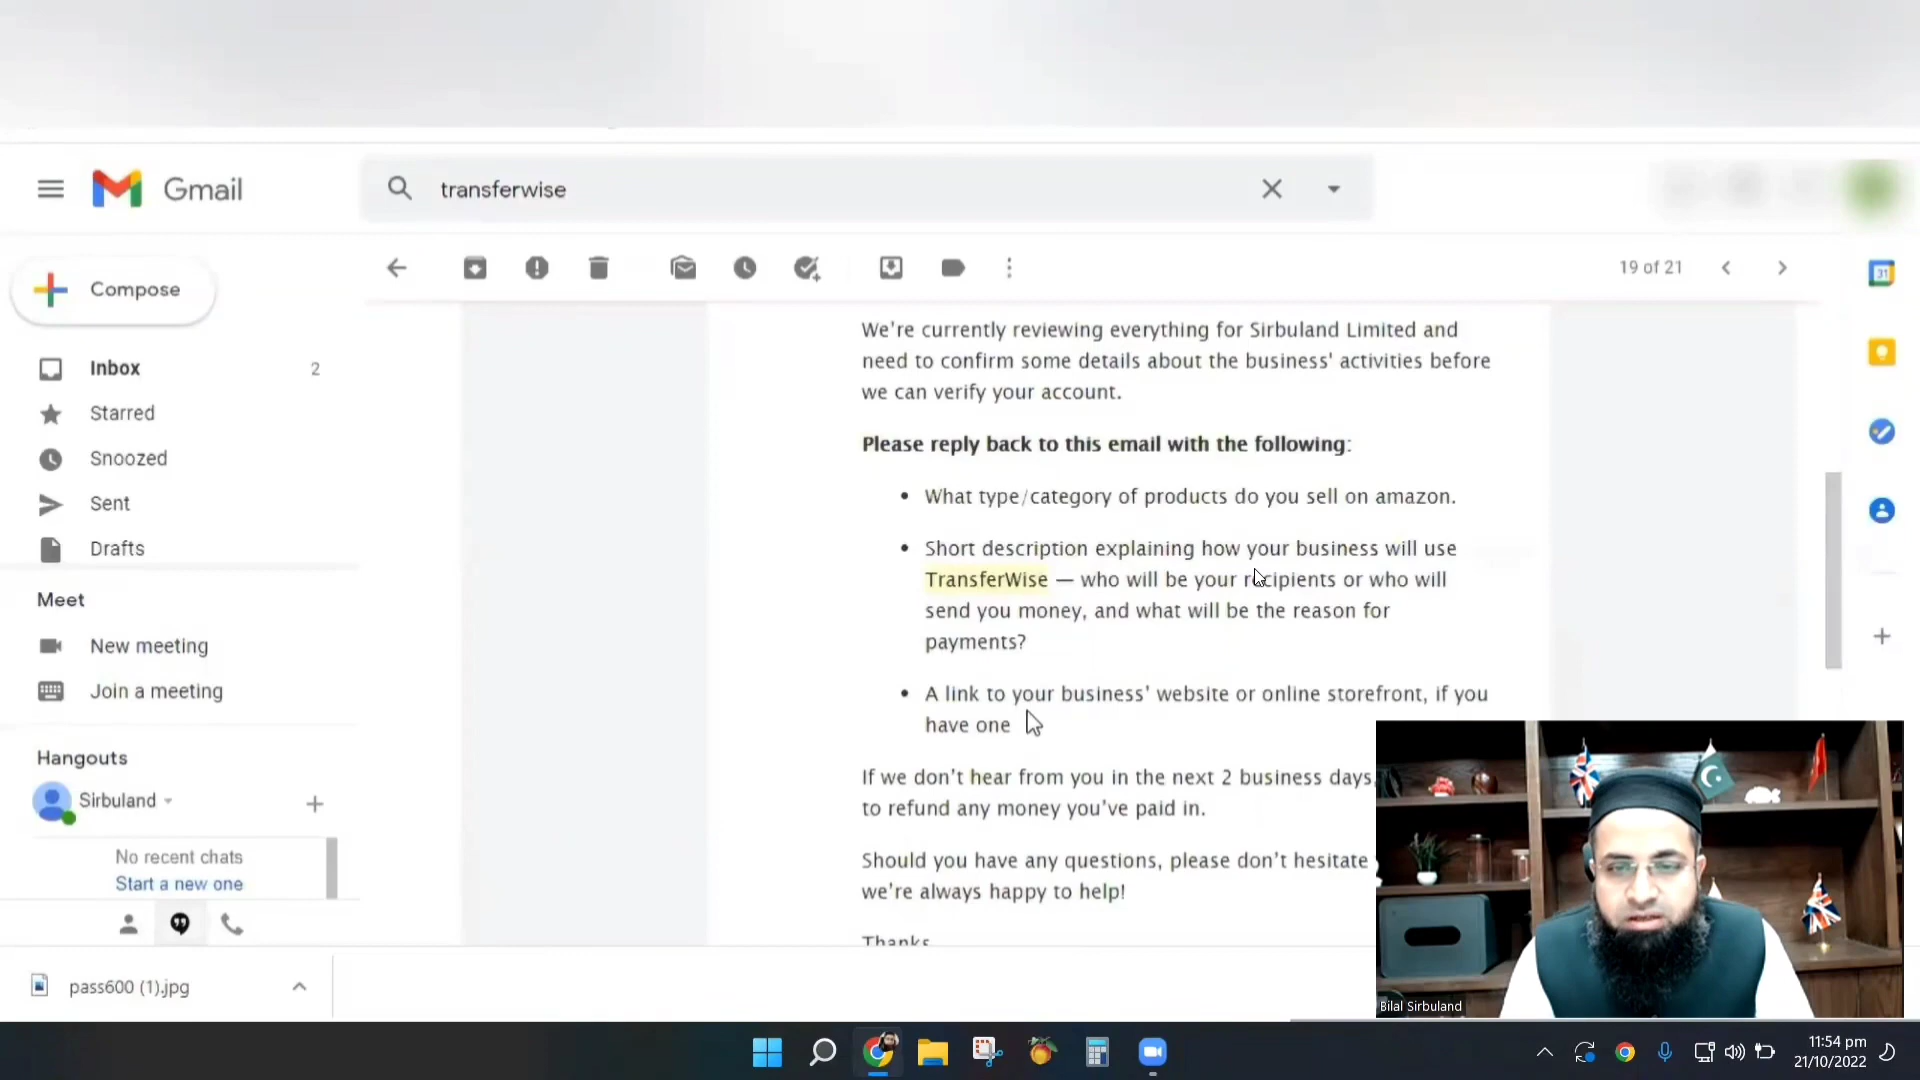 Gmail
transferwise
Compose
19 of 21
Inbox 2
Starred
Snoozed
Sent
Drafts
Meet
New meeting
Join a meeting
Hangouts
Sirbuland
No recent chats
Start a new one
We're currently reviewing everything for Sirbuland Limited and
need to confirm some details about the business' activities before
we can verify your account.
Please reply back to this email with the following:
• What type/category of products do you sell on amazon.
• Short description explaining how your business will use
TransferWise — who will be your recipients or who will
send you money, and what will be the reason for
payments?
• A link to your business' website or online storefront, if you
have one
If we don't hear from you in the next 2 business days,
to refund any money you've paid in.
Should you have any questions, please don't hesitate
we're always happy to help!
Thanks
31
pass600 (1).jpg
Bilal Sirbuland
11:54 pm
21/10/2022